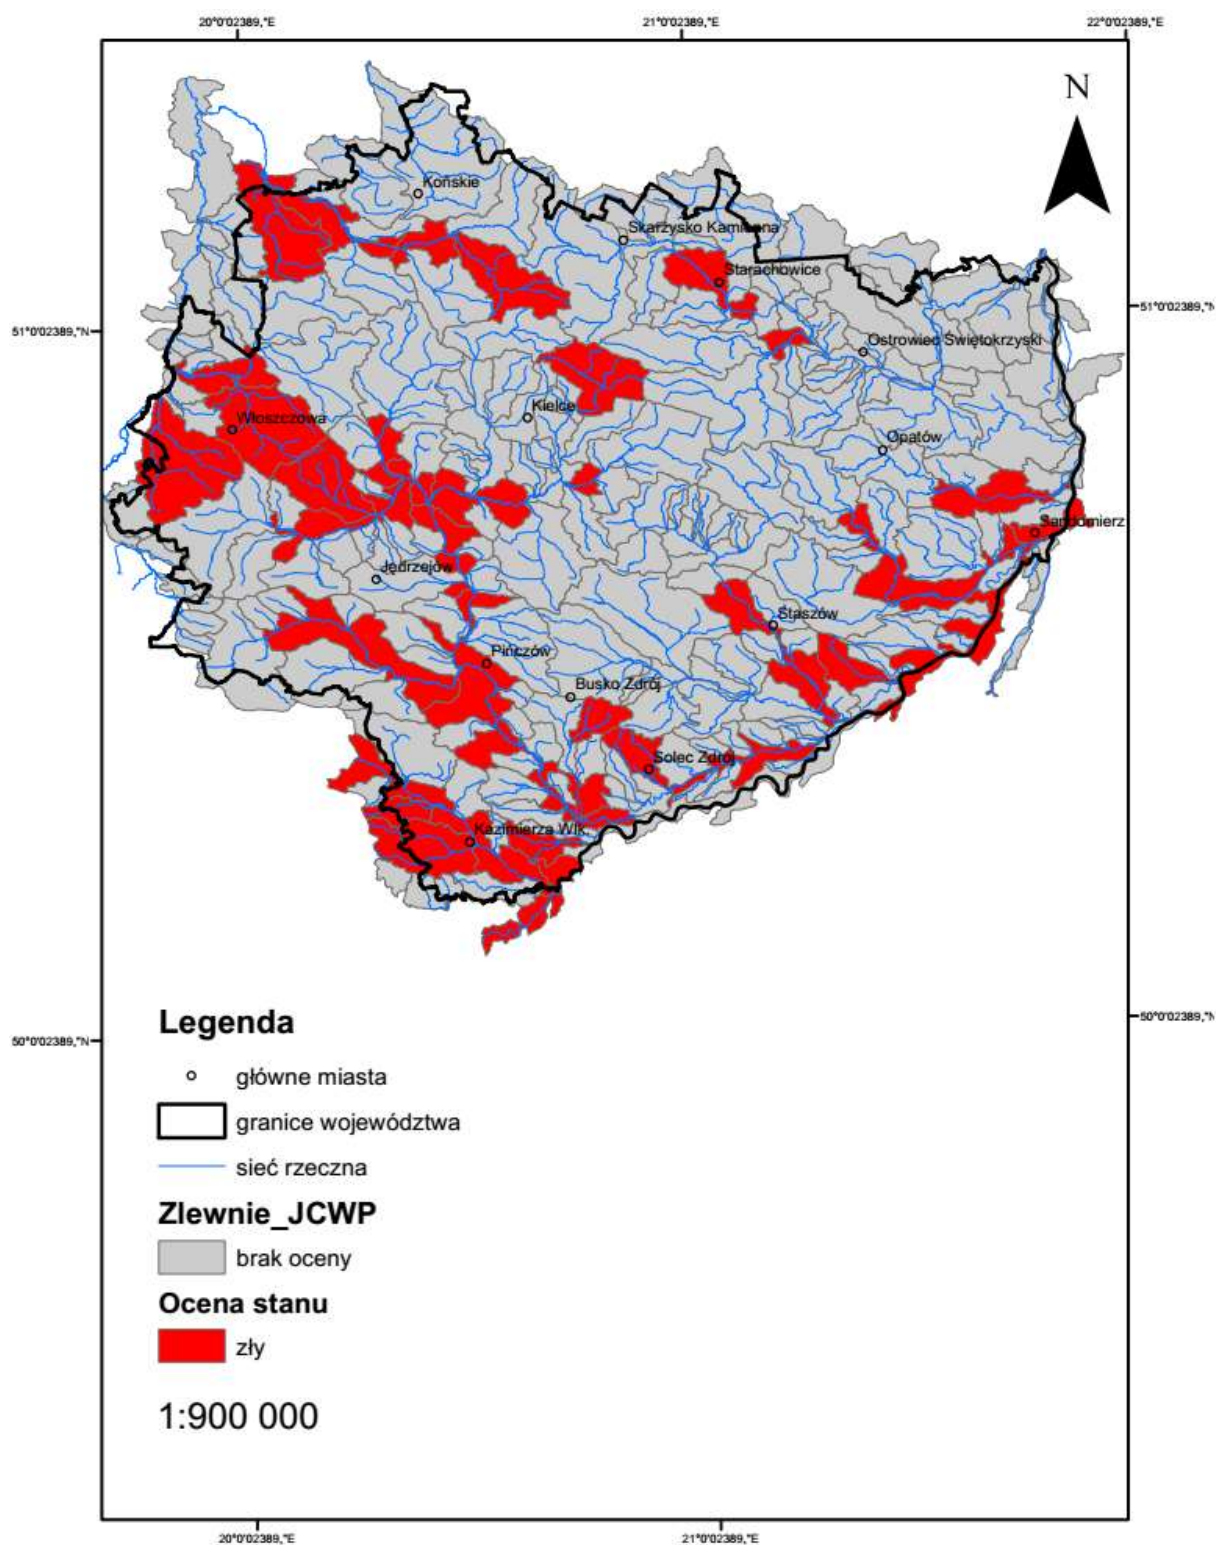 20°0'02389,"E
21°0'02389,"E
22°0'02389,"E
N
Końskie
Skarżysko Kamienna
Starachowice
51°0'02389,"N
51°0'02389,"N
Ostrowiec Świętokrzyski
Kielce
Włoszczowa
Opatów
Sandomierz
Jędrzejów
Staszów
Pińczów
Busko Zdrój
Solec Zdrój
Kazimierza Wlk.
Legenda
50°0'02389,"N
50°0'02389,"N
główne miasta
granice województwa
sieć rzeczna
Zlewnie_JCWP
brak oceny
Ocena stanu
zły
1:900 000
20°0'02389,"E
21°0'02389,"E